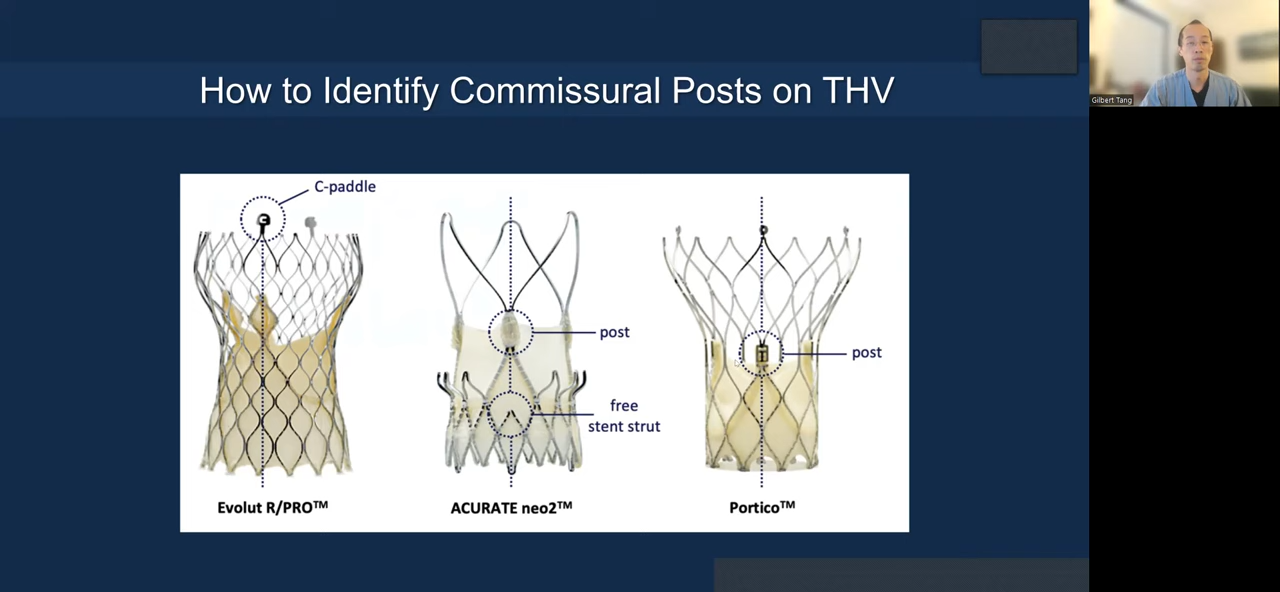 How to Identify Commissural Posts on THV
Gilbert Tang
C-paddle
post
free
stent strut
post
Evolut R/PRO™
ACURATE neo2™
Portico™